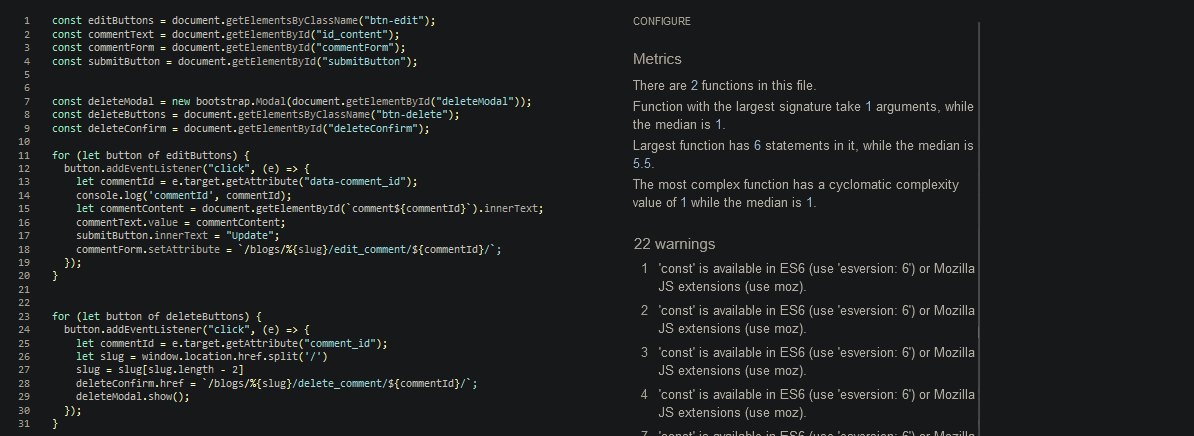 1 const editButtons = document.getElementsByClassName("btn-edit");
2 const commentText = document.getElementById("id_content");
3 const commentForm = document.getElementById("commentForm");
4 const submitButton = document.getElementById("submitButton");
5
6
7 const deleteModal = new bootstrap.Modal(document.getElementById("deleteModal"));
8 const deleteButtons = document.getElementsByClassName("btn-delete");
9 const deleteConfirm = document.getElementById("deleteConfirm");
10
11 for (let button of editButtons) {
12 button.addEventListener("click", (e) => {
13 let commentId = e.target.getAttribute("data-comment_id");
14 console.log('commentId', commentId);
15 let commentContent = document.getElementById(`comment${commentId}`).innerText;
16 commentText.value = commentContent;
17 submitButton.innerText = "Update";
18 commentForm.setAttribute = `/blogs/%{slug}/edit_comment/${commentId}/`;
19 });
20 }
21
22
23 for (let button of deleteButtons) {
24 button.addEventListener("click", (e) => {
25 let commentId = e.target.getAttribute("comment_id");
26 let slug = window.location.href.split('/')
27 slug = slug[slug.length - 2]
28 deleteConfirm.href = `/blogs/%{slug}/delete_comment/${commentId}/`;
29 deleteModal.show();
30 });
31 }
CONFIGURE
Metrics
There are 2 functions in this file.
Function with the largest signature take 1 arguments, while
the median is 1.
Largest function has 6 statements in it, while the median is
5.5.
The most complex function has a cyclomatic complexity
value of 1 while the median is 1.
22 warnings
1 'const' is available in ES6 (use 'esversion: 6') or Mozilla
JS extensions (use moz).
2 'const' is available in ES6 (use 'esversion: 6') or Mozilla
JS extensions (use moz).
3 'const' is available in ES6 (use 'esversion: 6') or Mozilla
JS extensions (use moz).
4 'const' is available in ES6 (use 'esversion: 6') or Mozilla
JS extensions (use moz).
7 'const' is available in ES6 (use 'esversion: 6') or Mozilla